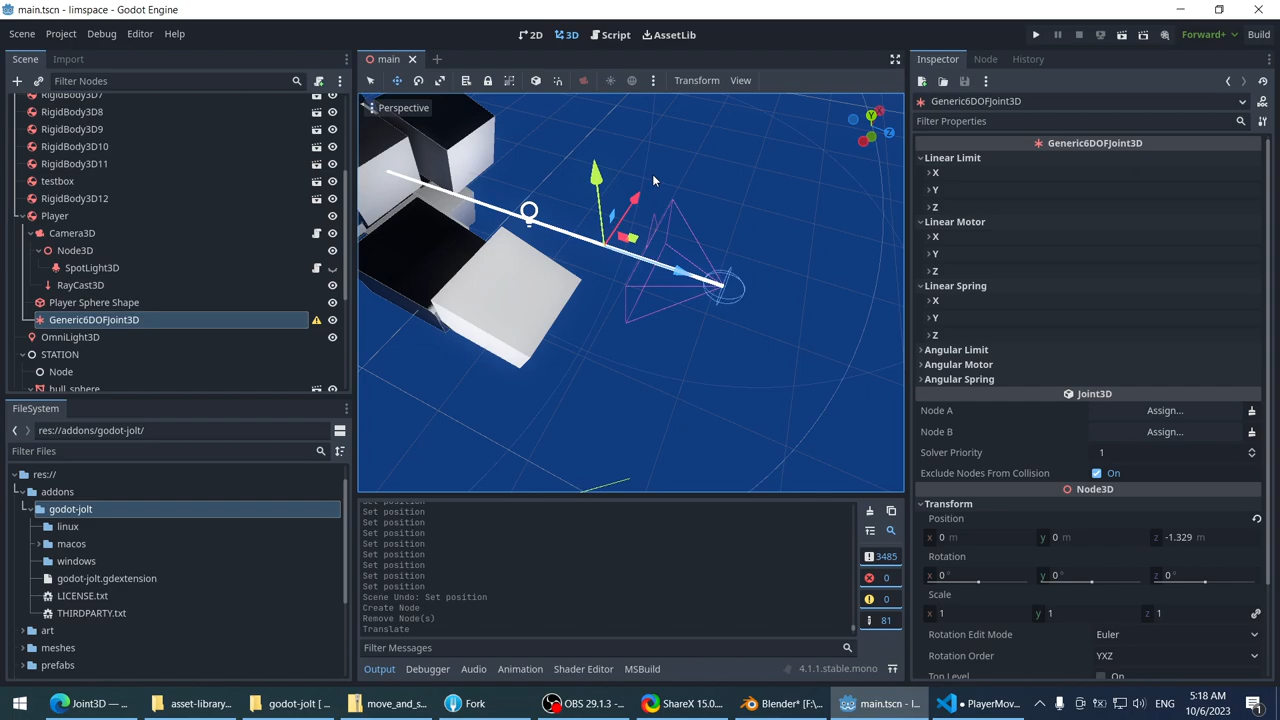 main.tscn - limspace - Godot Engine
Scene Project Debug Editor Help
2D 3D Script AssetLib
Forward+ Build
Scene Import
main
Inspector Node History
Filter Nodes
Transform View
Generic6DOFJoint3D
Perspective
Filter Properties
RigidBody3D7
RigidBody3D8
RigidBody3D9
RigidBody3D10
RigidBody3D11
testbox
RigidBody3D12
Player
Camera3D
Node3D
SpotLight3D
RayCast3D
Player Sphere Shape
Generic6DOFJoint3D
OmniLight3D
STATION
Node
hull_sphere
Y
Z
Generic6DOFJoint3D
Linear Limit
X
Y
Z
Linear Motor
X
Y
Z
Linear Spring
X
Y
Z
Angular Limit
Angular Motor
Angular Spring
Joint3D
Node A Assign...
Node B Assign...
Solver Priority 1
Exclude Nodes From Collision On
Node3D
Transform
Position
x 0 m y 0 m z -1.329 m
Rotation
x 0 ° y 0 ° z 0 °
Scale
x 1 y 1 z 1
Rotation Edit Mode Euler
Rotation Order YXZ
Top Level On
FileSystem
res://addons/godot-jolt/
Filter Files
res://
addons
godot-jolt
linux
macos
windows
godot-jolt.gdextension
LICENSE.txt
THIRDPARTY.txt
art
meshes
prefabs
Set position
Set position
Set position
Set position
Set position
Set position
Set position
Set position
Set position
Scene Undo: Set position
Create Node
Remove Node(s)
Translate
3485
0
0
81
Filter Messages
Output Debugger Audio Animation Shader Editor MSBuild
4.1.1.stable.mono
Joint3D — ... asset-library... godot-jolt [ ... move_and_s... Fork OBS 29.1.3 -... ShareX 15.0.... Blender* [F:\... main.tscn - l... ● PlayerMov...
ENG
5:18 AM
10/6/2023